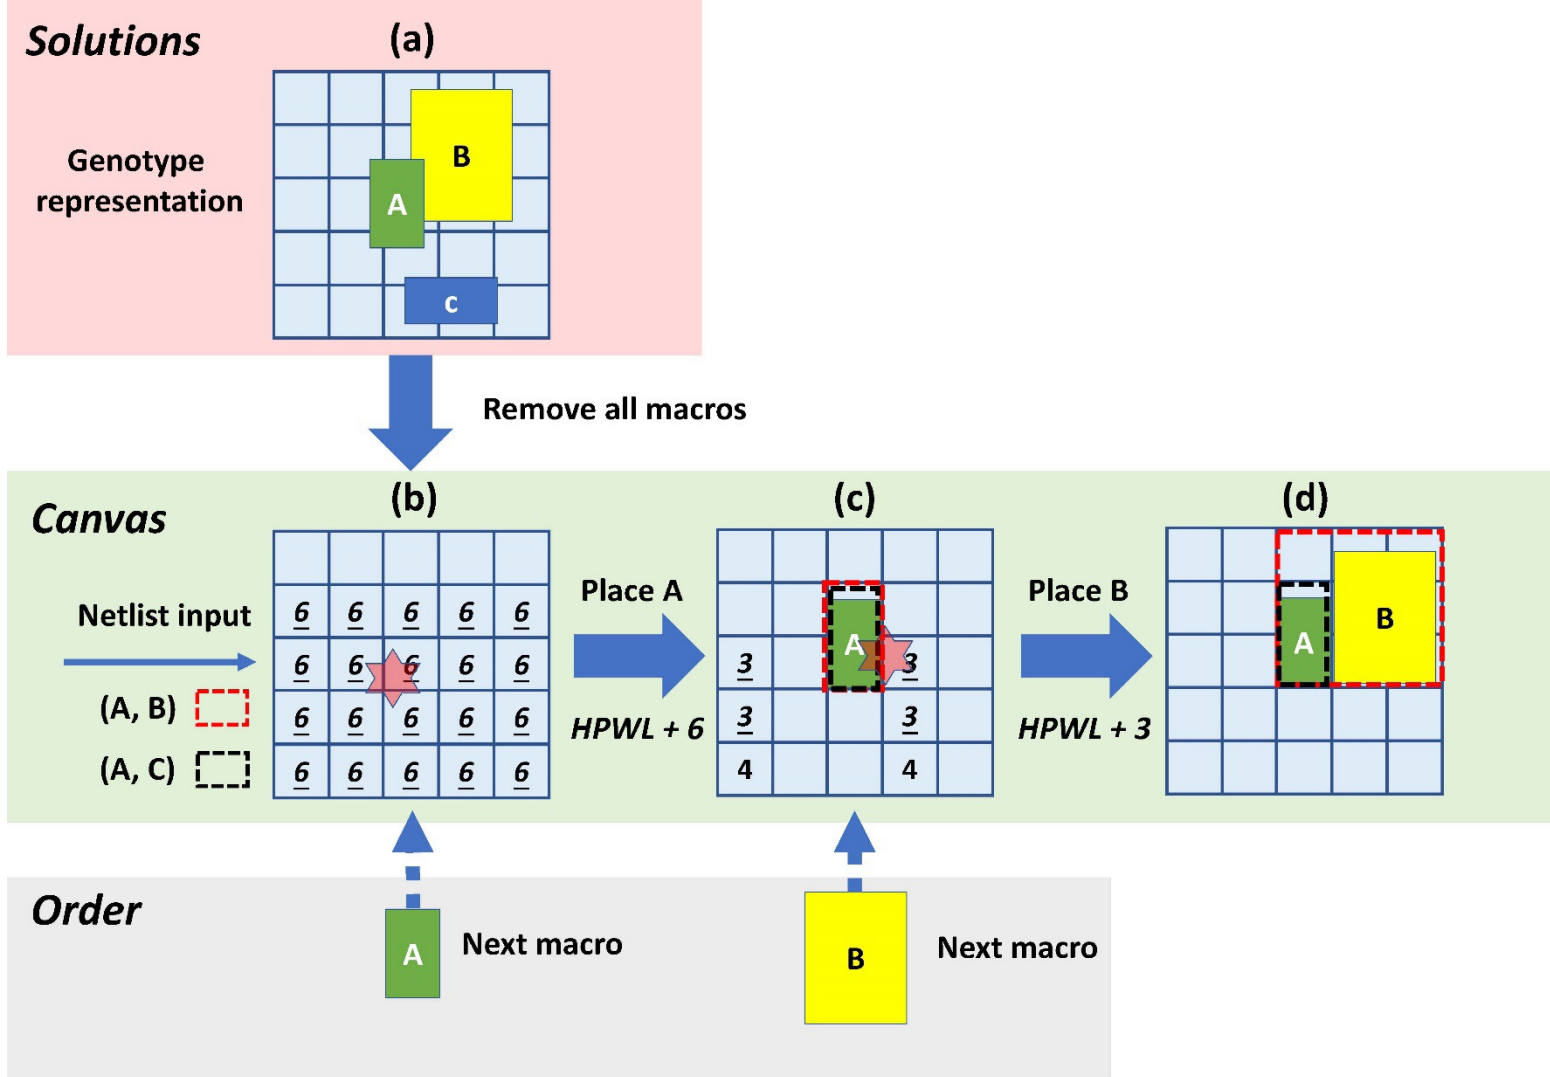 Solutions
(a)
Genotype
representation
B
A
c
Remove all macros
Canvas
(b)
(c)
(d)
Netlist input
(A, B)
(A, C)
6 6 6 6 6
6 6 6 6 6
6 6 6 6 6
6 6 6 6 6
Place A
HPWL + 6
A
3 3
3 3
4 4
Place B
HPWL + 3
A
B
Order
A
Next macro
B
Next macro